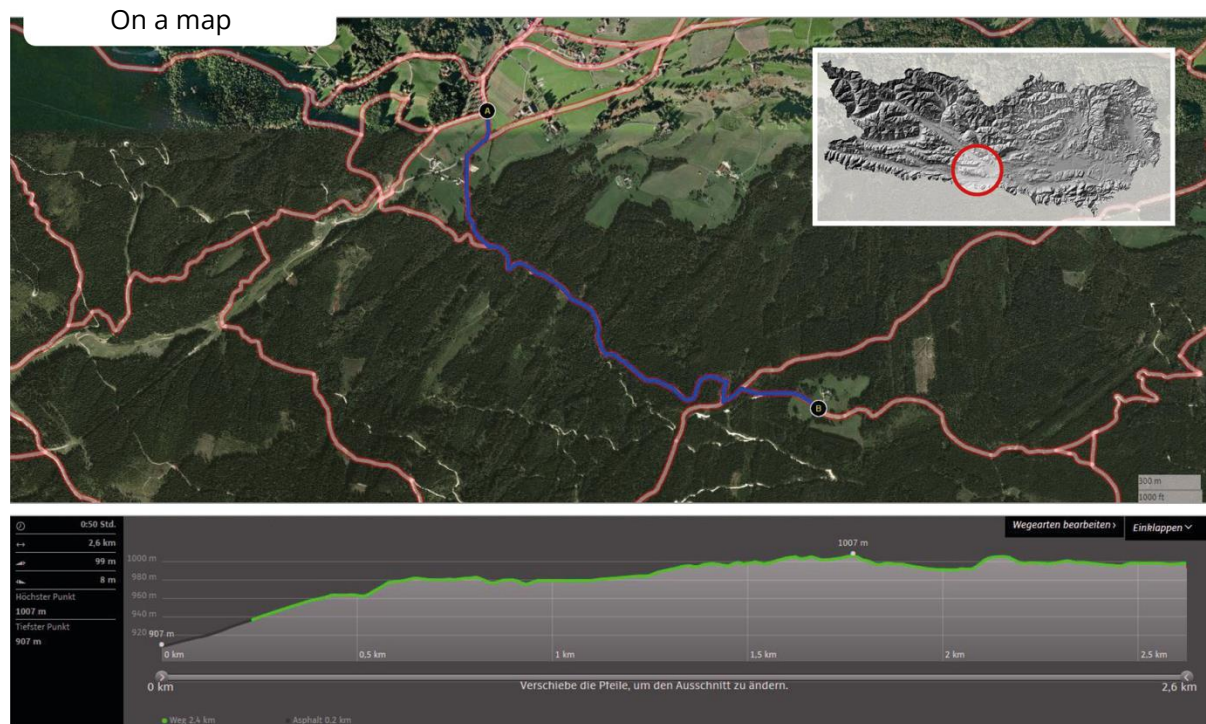 On a map
A
B
300 m
1000 ft
0:50 Std.
2,6 km
99 m
8 m
Höchster Punkt
1007 m
Tiefster Punkt
907 m
Wegearten bearbeiten ›
Einklappen
1007 m
1000 m
980 m
960 m
940 m
920 m
907 m
0 km
0,5 km
1 km
1,5 km
2 km
2,5 km
0 km
Verschiebe die Pfeile, um den Ausschnitt zu ändern.
2,6 km
Weg 2,4 km
Asphalt 0,2 km